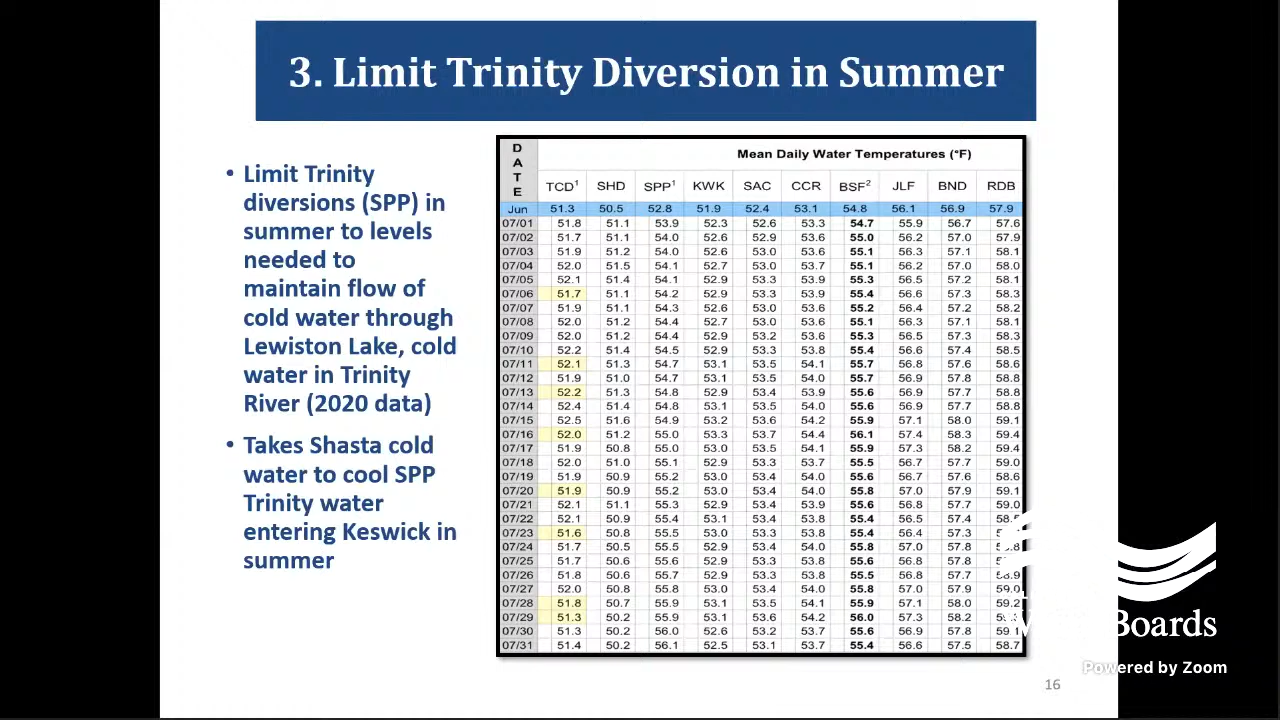 3. Limit Trinity Diversion in Summer
• Limit Trinity
diversions (SPP) in
summer to levels
needed to
maintain flow of
cold water through
Lewiston Lake, cold
water in Trinity
River (2020 data)
• Takes Shasta cold
water to cool SPP
Trinity water
entering Keswick in
summer
DATE Mean Daily Water Temperatures (°F)
TCD¹ SHD SPP¹ KWK SAC CCR BSF² JLF BND RDB
Jun 51.3 50.5 52.8 51.9 52.4 53.1 54.8 56.1 56.9 57.9
07/01 51.8 51.1 53.9 52.3 52.6 53.3 54.7 55.9 56.7 57.6
07/02 51.7 51.1 54.0 52.6 52.9 53.6 55.0 56.2 57.0 57.9
07/03 51.9 51.2 54.0 52.6 53.0 53.6 55.1 56.3 57.1 58.1
07/04 52.0 51.5 54.1 52.7 53.0 53.7 55.1 56.2 57.0 58.0
07/05 52.1 51.4 54.1 52.9 53.3 53.9 55.3 56.5 57.2 58.1
07/06 51.7 51.1 54.2 52.9 53.3 53.9 55.4 56.6 57.3 58.3
07/07 51.9 51.1 54.3 52.6 53.0 53.6 55.2 56.4 57.2 58.2
07/08 52.0 51.2 54.4 52.7 53.0 53.6 55.1 56.3 57.1 58.1
07/09 52.0 51.2 54.4 52.9 53.2 53.6 55.3 56.5 57.3 58.3
07/10 52.2 51.4 54.5 52.9 53.3 53.8 55.4 56.6 57.4 58.5
07/11 52.1 51.3 54.7 53.1 53.5 54.1 55.7 56.8 57.6 58.6
07/12 51.9 51.0 54.7 53.1 53.5 54.0 55.7 56.9 57.8 58.8
07/13 52.2 51.3 54.8 52.9 53.4 53.9 55.6 56.9 57.7 58.8
07/14 52.4 51.4 54.8 53.1 53.5 54.0 55.6 56.9 57.7 58.8
07/15 52.5 51.6 54.9 53.2 53.6 54.2 55.9 57.1 58.0 59.1
07/16 52.0 51.2 55.0 53.3 53.7 54.4 56.1 57.4 58.3 59.4
07/17 51.9 50.8 55.0 53.0 53.5 54.1 55.9 57.3 58.2 59.4
07/18 52.0 51.0 55.1 52.9 53.3 53.7 55.5 56.7 57.7 59.0
07/19 51.9 50.9 55.2 53.0 53.4 54.0 55.6 56.7 57.6 58.6
07/20 51.9 50.9 55.2 53.0 53.4 54.0 55.8 57.0 57.9 59.1
07/21 52.1 51.1 55.3 52.9 53.4 53.9 55.6 56.8 57.7 59.0
07/22 52.1 50.9 55.4 53.1 53.4 53.8 55.4 56.5 57.4
07/23 51.6 50.8 55.5 53.0 53.3 53.8 55.4 56.4 57.3
07/24 51.7 50.5 55.5 52.9 53.4 54.0 55.8 57.0 57.8
07/25 51.7 50.6 55.6 52.9 53.3 53.8 55.6 56.8 57.8
07/26 51.8 50.6 55.7 52.9 53.3 53.8 55.5 56.8 57.7
07/27 52.0 50.8 55.8 53.0 53.4 54.0 55.8 57.0 57.9 59.0
07/28 51.8 50.7 55.9 53.1 53.5 54.1 55.9 57.1 58.0 59.2
07/29 51.3 50.2 55.9 53.1 53.6 54.2 56.0 57.3 58.2
07/30 51.3 50.2 56.0 52.6 53.2 53.7 55.6 56.9 57.8 59.1
07/31 51.4 50.2 56.1 52.5 53.1 53.7 55.4 56.6 57.5 58.7
Boards
Powered by Zoom
16